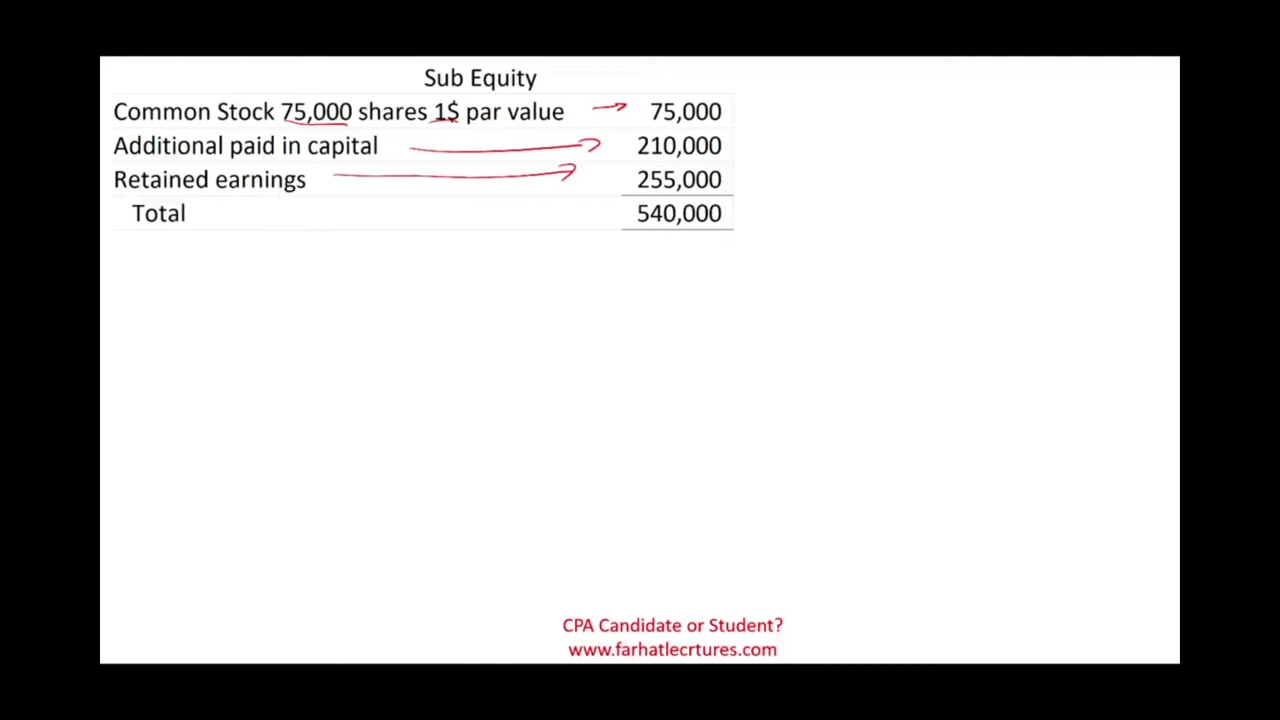 Sub Equity
Common Stock 75,000 shares 1$ par value 75,000
Additional paid in capital 210,000
Retained earnings 255,000
Total 540,000
CPA Candidate or Student?
www.farhatlecrtures.com